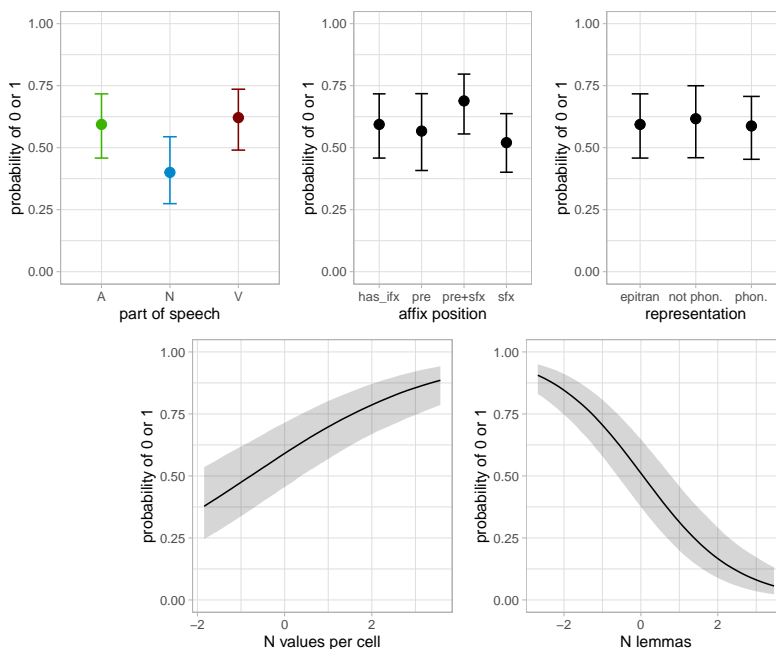 probability of 0 or 1
1.00
0.75
0.50
0.25
0.00
A N V
part of speech
probability of 0 or 1
1.00
0.75
0.50
0.25
0.00
has_ifx pre pre+sfx sfx
affix position
probability of 0 or 1
1.00
0.75
0.50
0.25
0.00
epitran not phon. phon.
representation
probability of 0 or 1
1.00
0.75
0.50
0.25
0.00
−2 0 2
N values per cell
probability of 0 or 1
1.00
0.75
0.50
0.25
0.00
−2 0 2
N lemmas